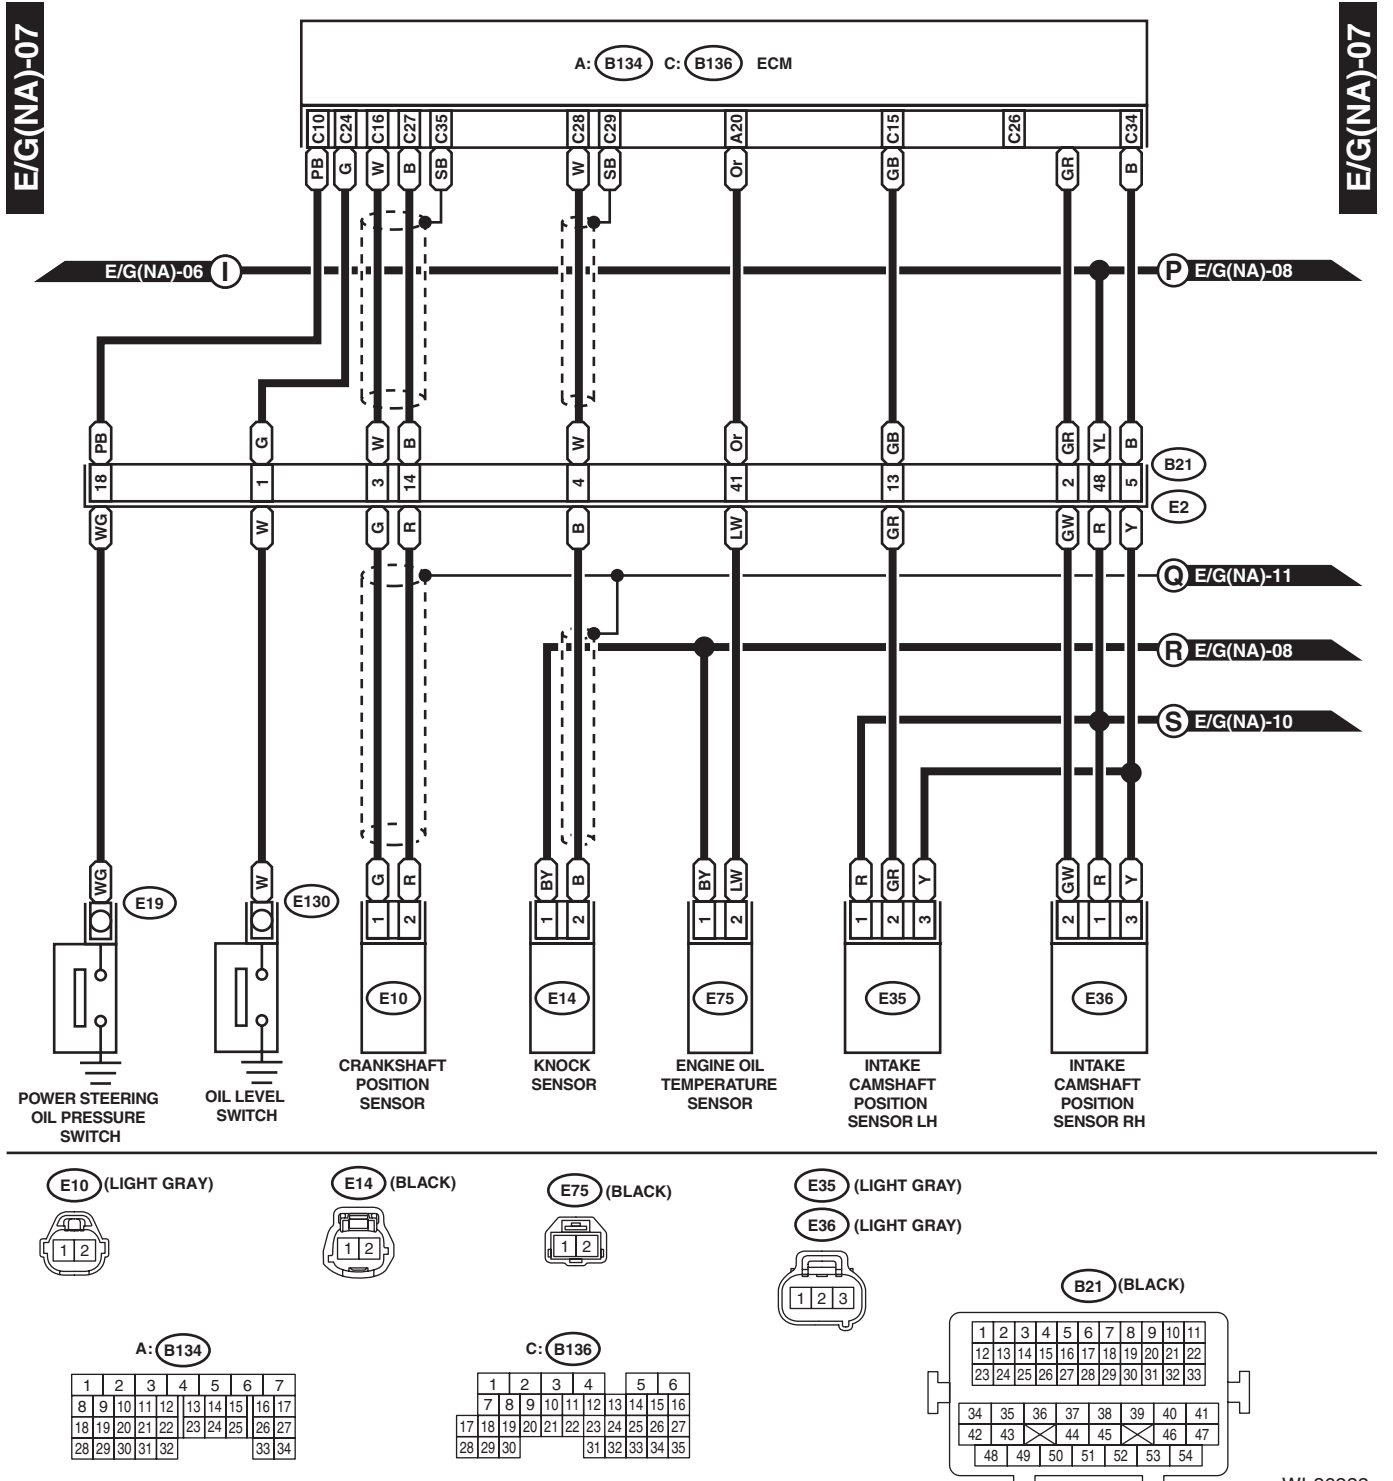 E/G(NA)-07
E/G(NA)-07
A: B134 C: B136 ECM
C10 C24 C16 C27 C35 C28 C29 A20 C15 C26 C34
PB G W B SB W SB Or GB GR B
E/G(NA)-06 I
P E/G(NA)-08
PB G W B W Or GB GR YL B
B21
18 1 3 14 4 41 13 2 48 5
E2
WG W G R B LW GR GW R Y
Q E/G(NA)-11
R E/G(NA)-08
S E/G(NA)-10
WG W G R BY B BY LW R GR Y GW R Y
E19 E130
1 2 1 2 1 2 1 2 3 2 1 3
E10 E14 E75 E35 E36
POWER STEERING
OIL PRESSURE
SWITCH
OIL LEVEL
SWITCH
CRANKSHAFT
POSITION
SENSOR
KNOCK
SENSOR
ENGINE OIL
TEMPERATURE
SENSOR
INTAKE
CAMSHAFT
POSITION
SENSOR LH
INTAKE
CAMSHAFT
POSITION
SENSOR RH
E10 (LIGHT GRAY)
1 2
E14 (BLACK)
1 2
E75 (BLACK)
1 2
E35 (LIGHT GRAY)
E36 (LIGHT GRAY)
1 2 3
A: B134
1 2 3 4 5 6 7
8 9 10 11 12 13 14 15 16 17
18 19 20 21 22 23 24 25 26 27
28 29 30 31 32 33 34
C: B136
1 2 3 4 5 6
7 8 9 10 11 12 13 14 15 16
17 18 19 20 21 22 23 24 25 26 27
28 29 30 31 32 33 34 35
B21 (BLACK)
1 2 3 4 5 6 7 8 9 10 11
12 13 14 15 16 17 18 19 20 21 22
23 24 25 26 27 28 29 30 31 32 33
34 35 36 37 38 39 40 41
42 43 44 45 46 47
48 49 50 51 52 53 54